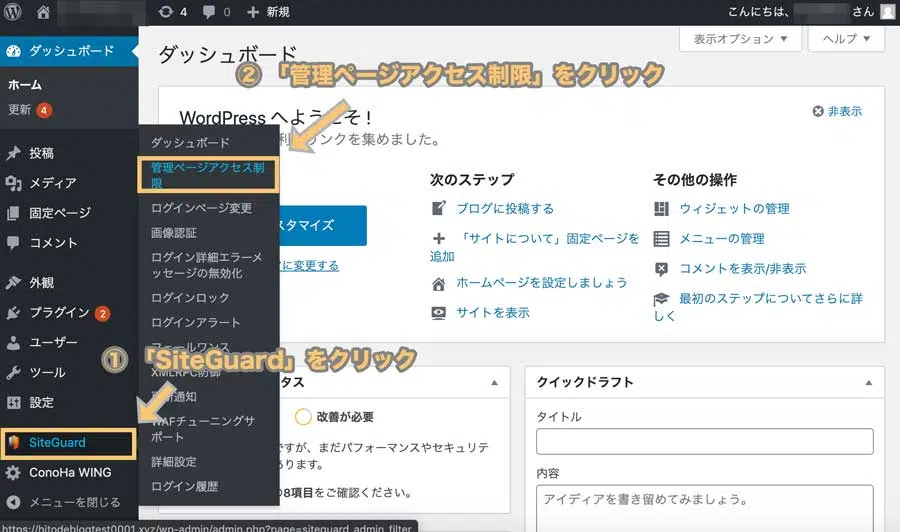 4
0
新規
こんにちは、
さん
ダッシュボード
ホーム
更新 4
投稿
メディア
固定ページ
コメント
外観
プラグイン 2
ユーザー
ツール
設定
SiteGuard
ConoHa WING
メニューを閉じる
ダッシュボード
管理ページアクセス制
限
ログインページ変更
画像認証
ログイン詳細エラーメ
ッセージの無効化
ログインロック
ログインアラート
フェールワンス
XMLRPC防御
新通知
WAFチューニングサ
ポート
詳細設定
ログイン履歴
① 「SiteGuard」をクリック
② 「管理ページアクセス制限」をクリック
ダッシュボード
表示オプション
ヘルプ
WordPress へようこそ !
リンクを集めました。
非表示
スタマイズ
に変更する
次のステップ
ブログに投稿する
「サイトについて」固定ページを
追加
ホームページを設定しましょう
サイトを表示
その他の操作
ウィジェットの管理
メニューの管理
コメントを表示/非表示
最初のステップについてさらに詳
しく
タス
改善が必要
ですが、まだパフォーマンスやセキュリテ
あります。
の8項目をご確認ください。
クイックドラフト
タイトル
内容
アイディアを書き留めてみましょう。
https://hitodeblogtest0001.xyz/wp-admin/admin.php?page=siteguard_admin_filter